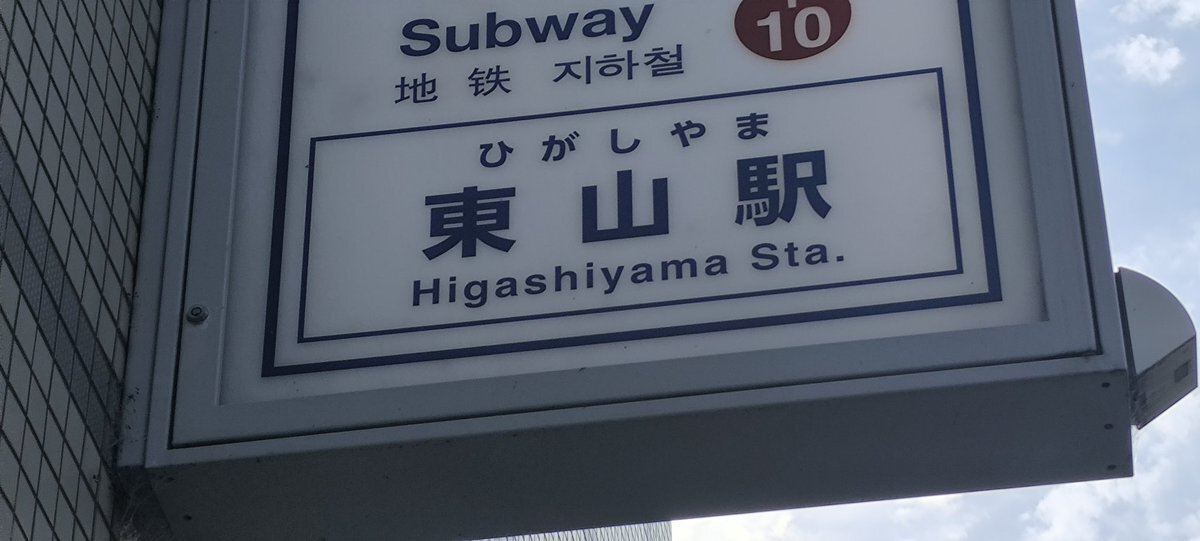 Subway
10
地铁 지하철
ひがしやま
東山駅
Higashiyama Sta.